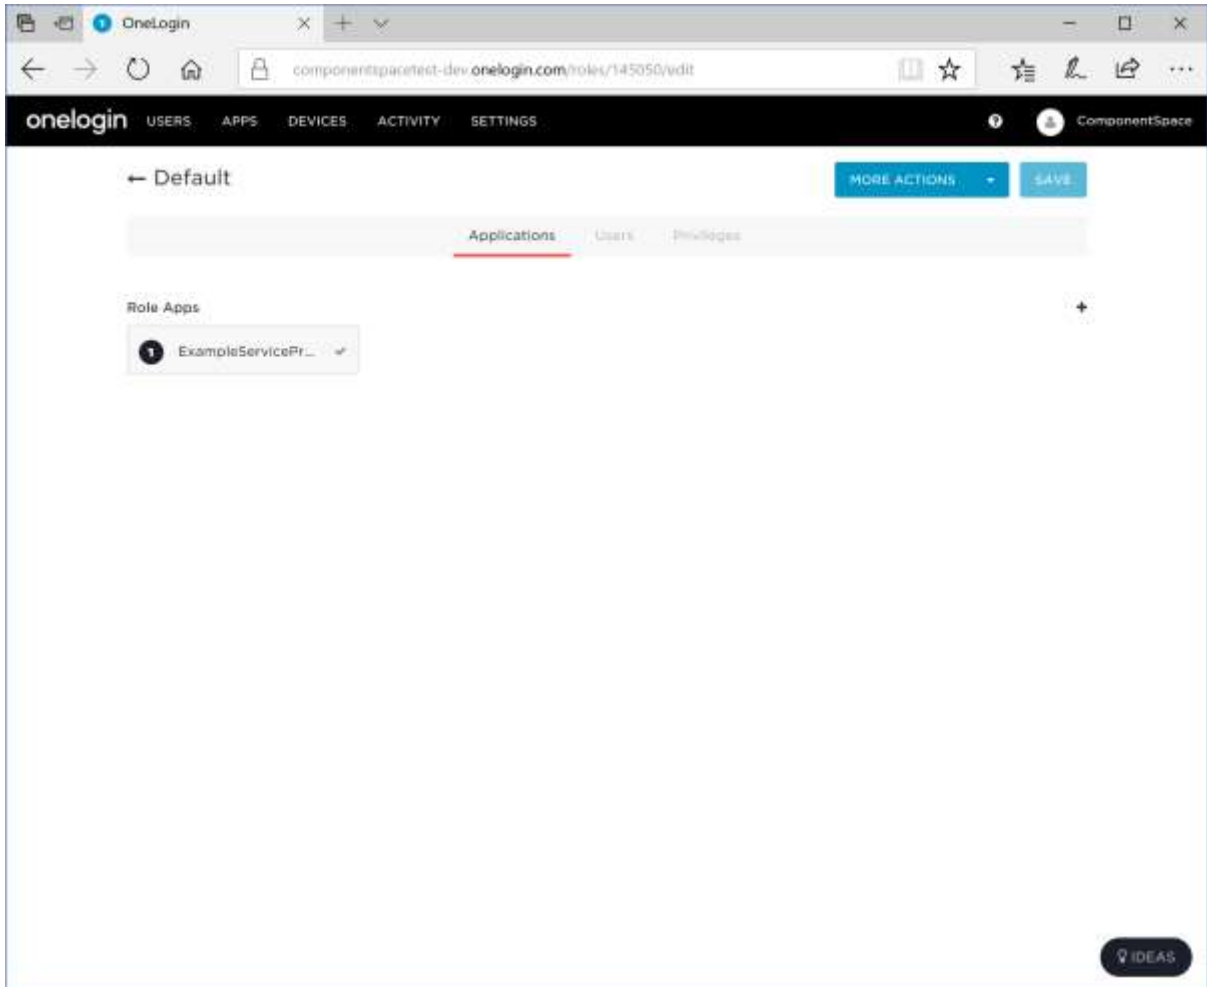 OneLogin
componentspacetest-dev.onelogin.com/roles/145050/edit
onelogin USERS APPS DEVICES ACTIVITY SETTINGS ComponentSpace
← Default MORE ACTIONS SAVE
Applications Users Privileges
Role Apps +
ExampleServicePr...
IDEAS